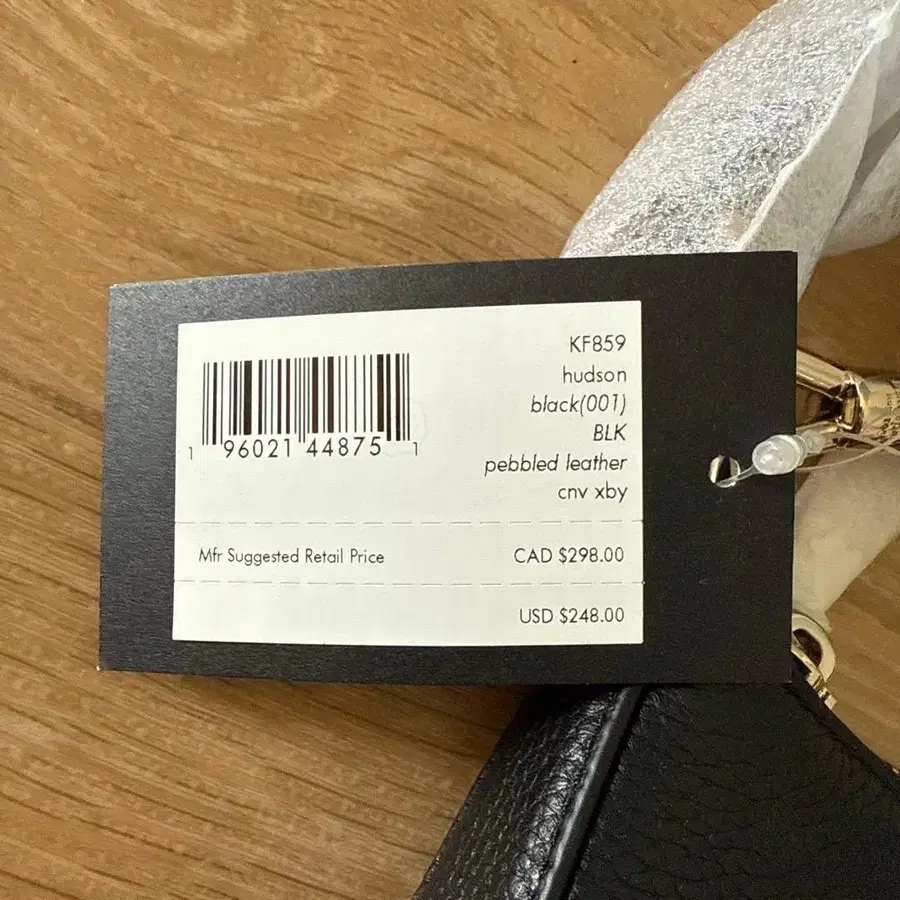 KF859
hudson
black(001)
BLK
pebbled leather
cnv xby
1 96021 44875 1
Mfr Suggested Retail Price CAD $298.00
USD $248.00